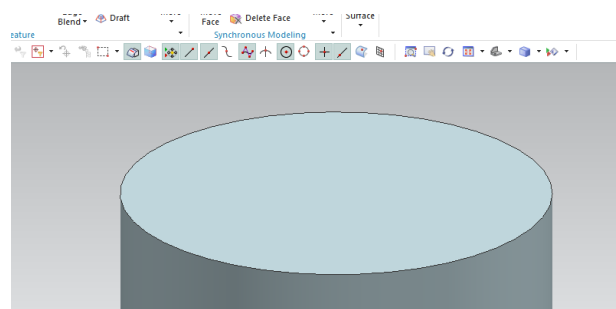 Blend
Draft
Face
Delete Face
Surface
eature
Synchronous Modeling